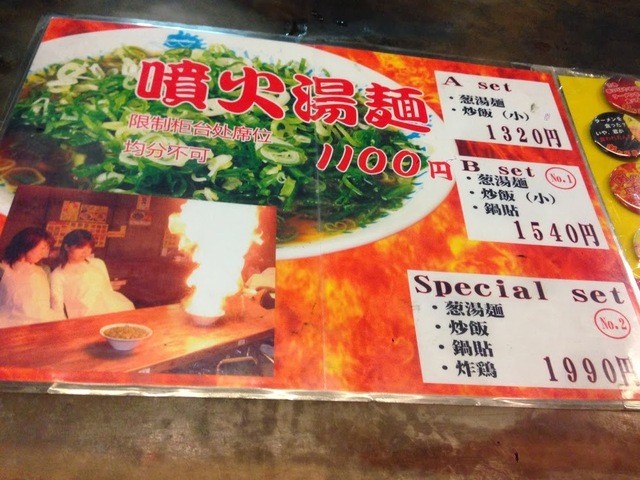 噴火湯麺
限制柜台处席位
均分不可
1100円
A set
・葱湯麺
・炒飯（小）
1320円
B set
No.1
・葱湯麺
・炒飯（小）
・鍋貼
1540円
Special set
No.2
・葱湯麺
・炒飯
・鍋貼
・炸鶏
1990円